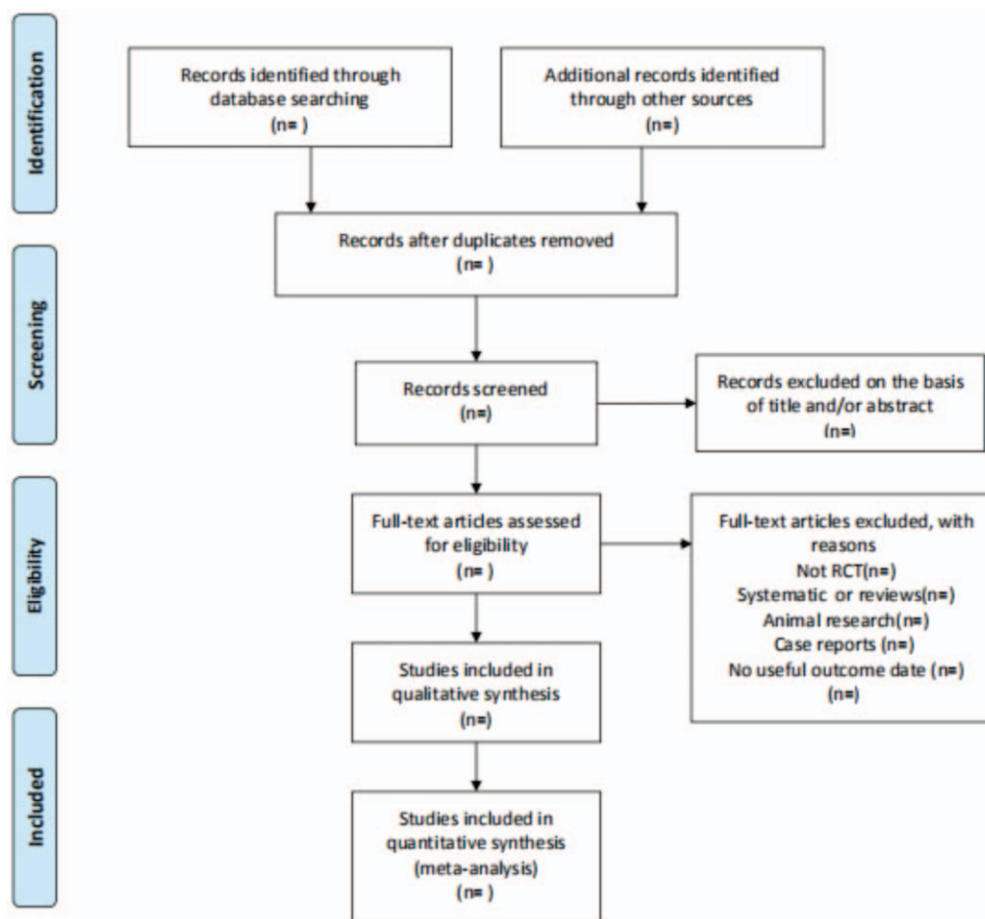 Identification
Records identified through
database searching
(n= )
Additional records identified
through other sources
(n=)
Records after duplicates removed
(n= )
Screening
Records screened
(n=)
Records excluded on the basis
of title and/or abstract
(n=)
Eligibility
Full-text articles assessed
for eligibility
(n= )
Full-text articles excluded, with
reasons
Not RCT(n=)
Systematic or reviews(n=)
Animal research(n=)
Case reports (n=)
No useful outcome date (n=)
(n=)
Studies included in
qualitative synthesis
(n=)
Included
Studies included in
quantitative synthesis
(meta-analysis)
(n= )